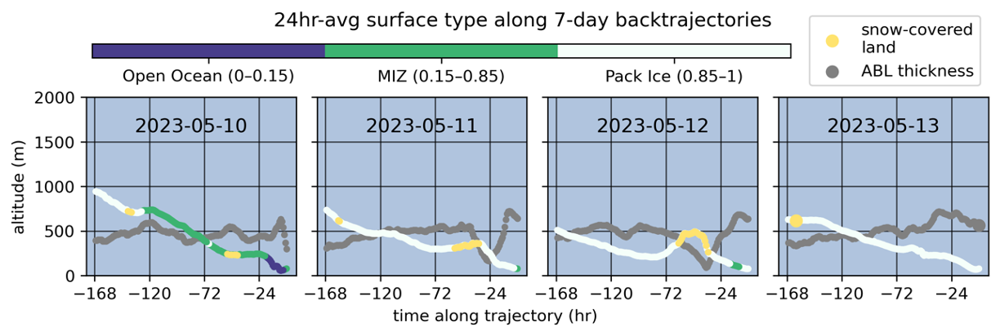 24hr-avg surface type along 7-day backtrajectories
snow-covered
land
ABL thickness
Open Ocean (0–0.15) MIZ (0.15–0.85) Pack Ice (0.85–1)
2023-05-10 2023-05-11 2023-05-12 2023-05-13
altitude (m)
2000
1500
1000
500
0
−168 −120 −72 −24 −168 −120 −72 −24 −168 −120 −72 −24 −168 −120 −72 −24
time along trajectory (hr)